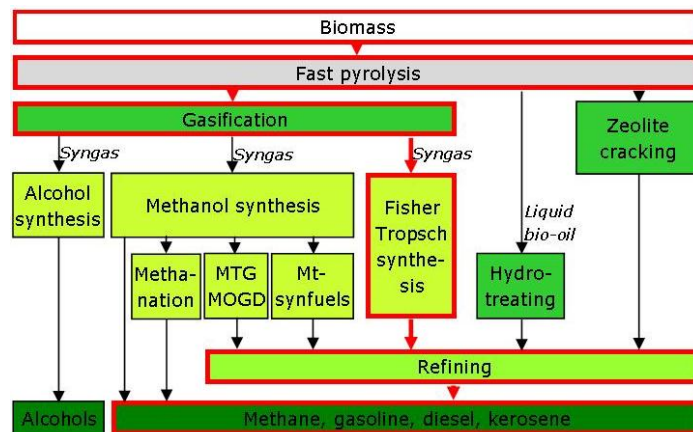 Biomass
Fast pyrolysis
Gasification
Zeolite
cracking
Syngas
Syngas
Syngas
Alcohol
synthesis
Methanol synthesis
Fisher
Tropsch
synthe-
sis
Liquid
bio-oil
Metha-
nation
MTG
MOGD
Mt-
synfuels
Hydro-
treating
Refining
Alcohols
Methane, gasoline, diesel, kerosene